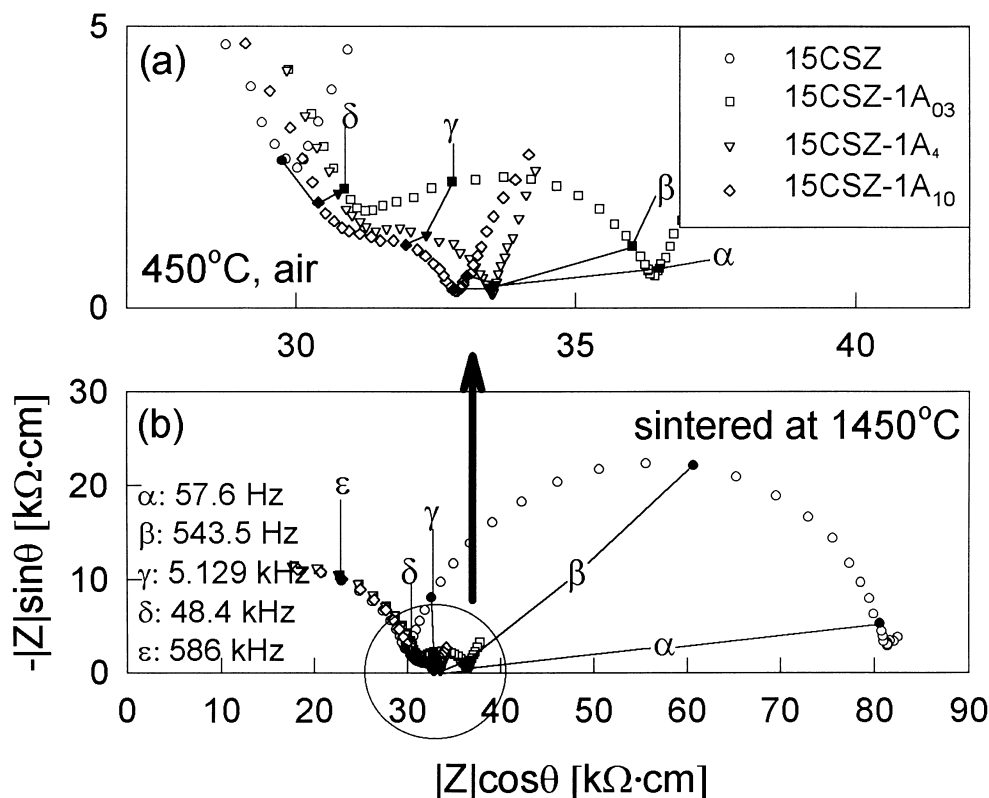 (a)
5
0
450°C, air
δ
γ
β
α
15CSZ
15CSZ-1A₀₃
15CSZ-1A₄
15CSZ-1A₁₀
30 35 40
(b)
sintered at 1450°C
30
20
10
0
α: 57.6 Hz
β: 543.5 Hz
γ: 5.129 kHz
δ: 48.4 kHz
ε: 586 kHz
ε
γ
δ
β
α
0 10 20 30 40 50 60 70 80 90
-|Z|sinθ [kΩ·cm]
|Z|cosθ [kΩ·cm]